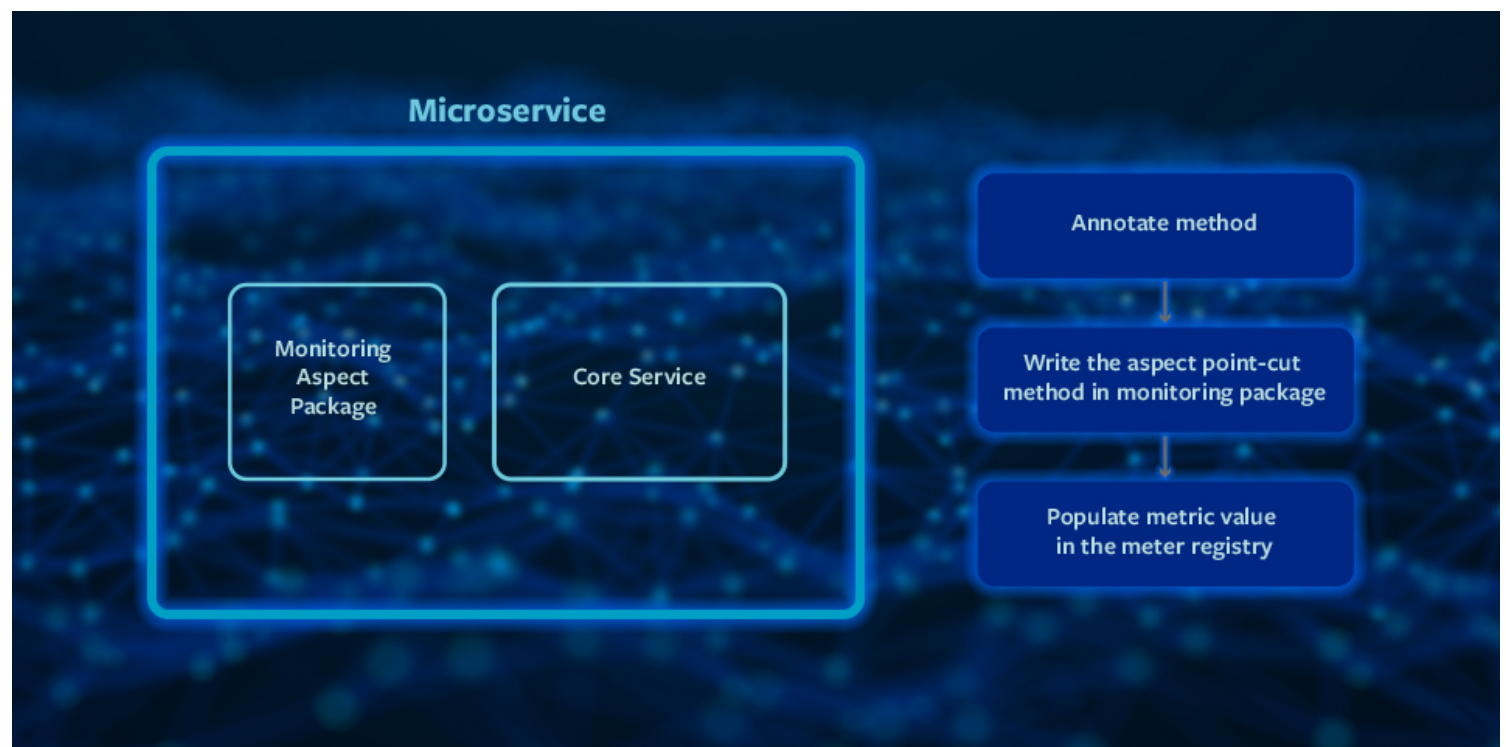 Microservice
Monitoring
Aspect
Package
Core Service
Annotate method
Write the aspect point-cut
method in monitoring package
Populate metric value
in the meter registry